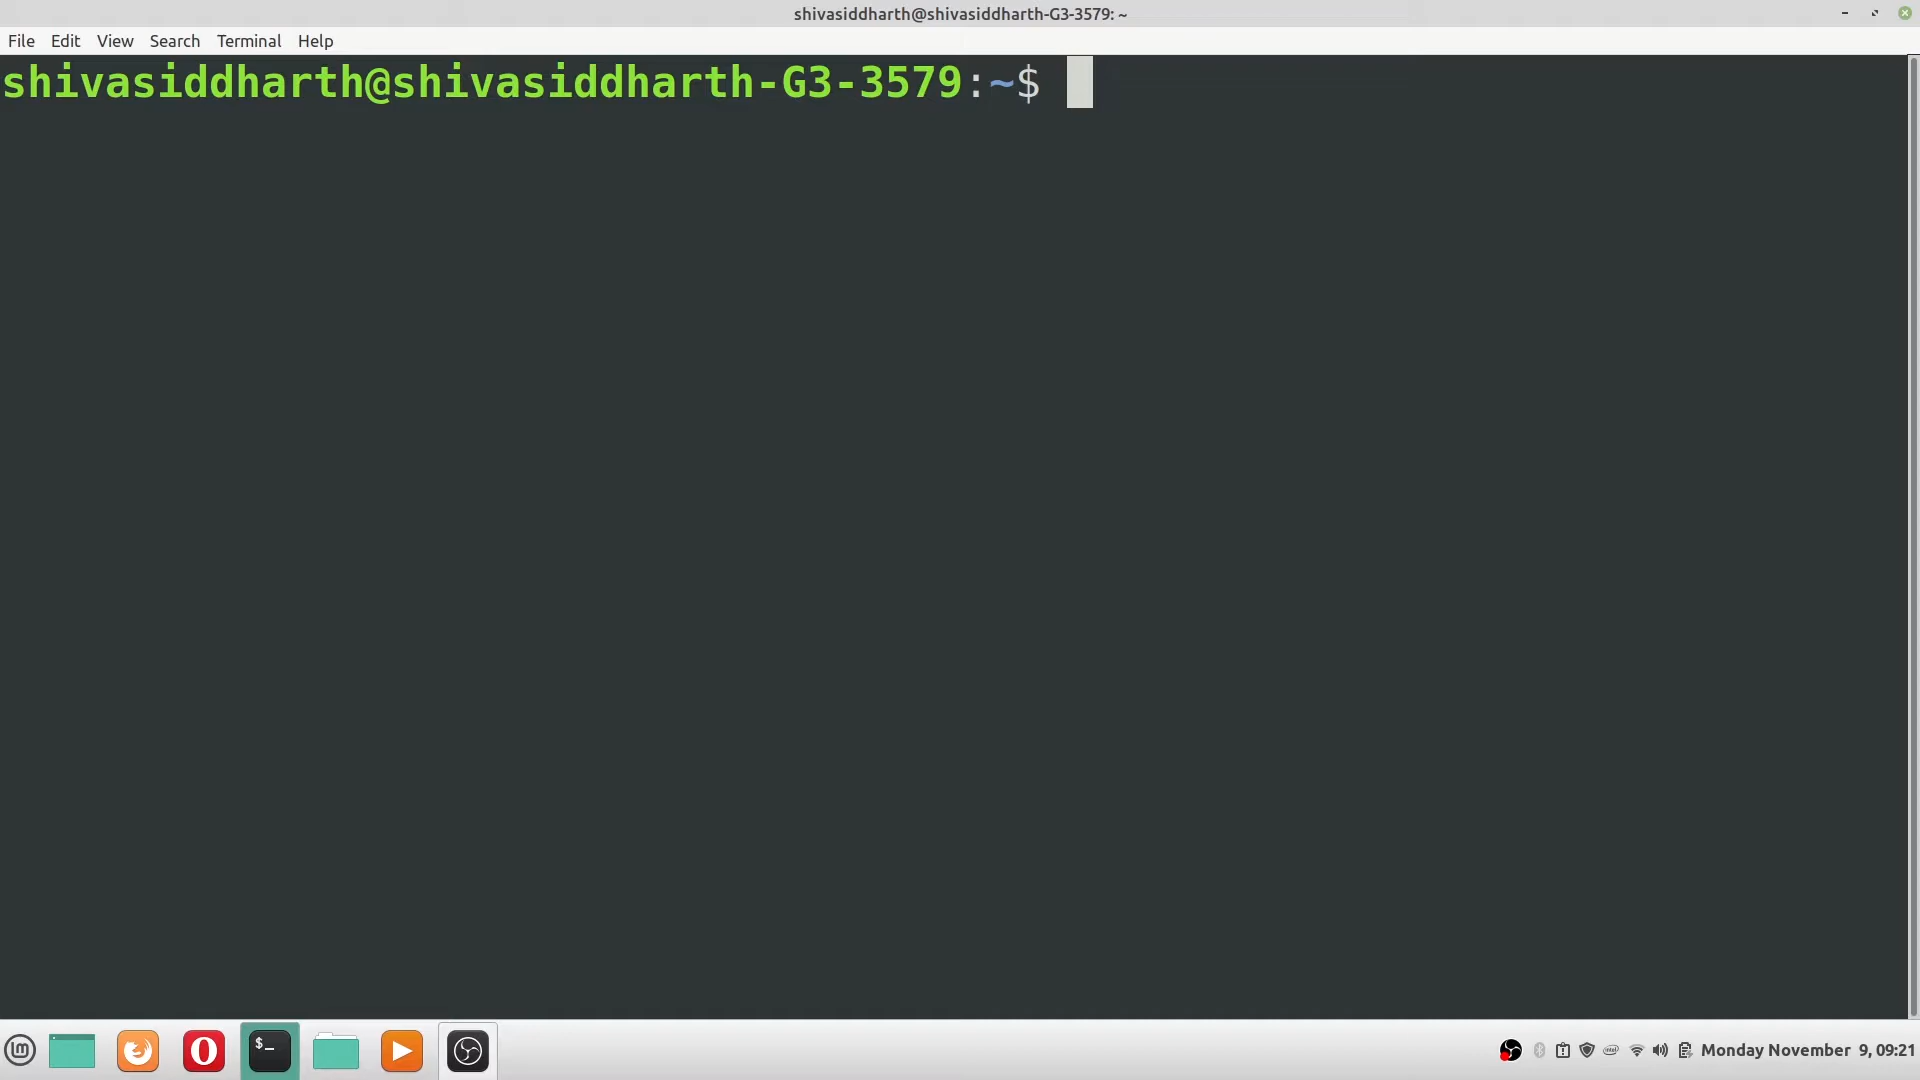 shivasiddharth@shivasiddharth-G3-3579: ~
File Edit View Search Terminal Help
shivasiddharth@shivasiddharth-G3-3579:~$
$_
Monday November 9, 09:21